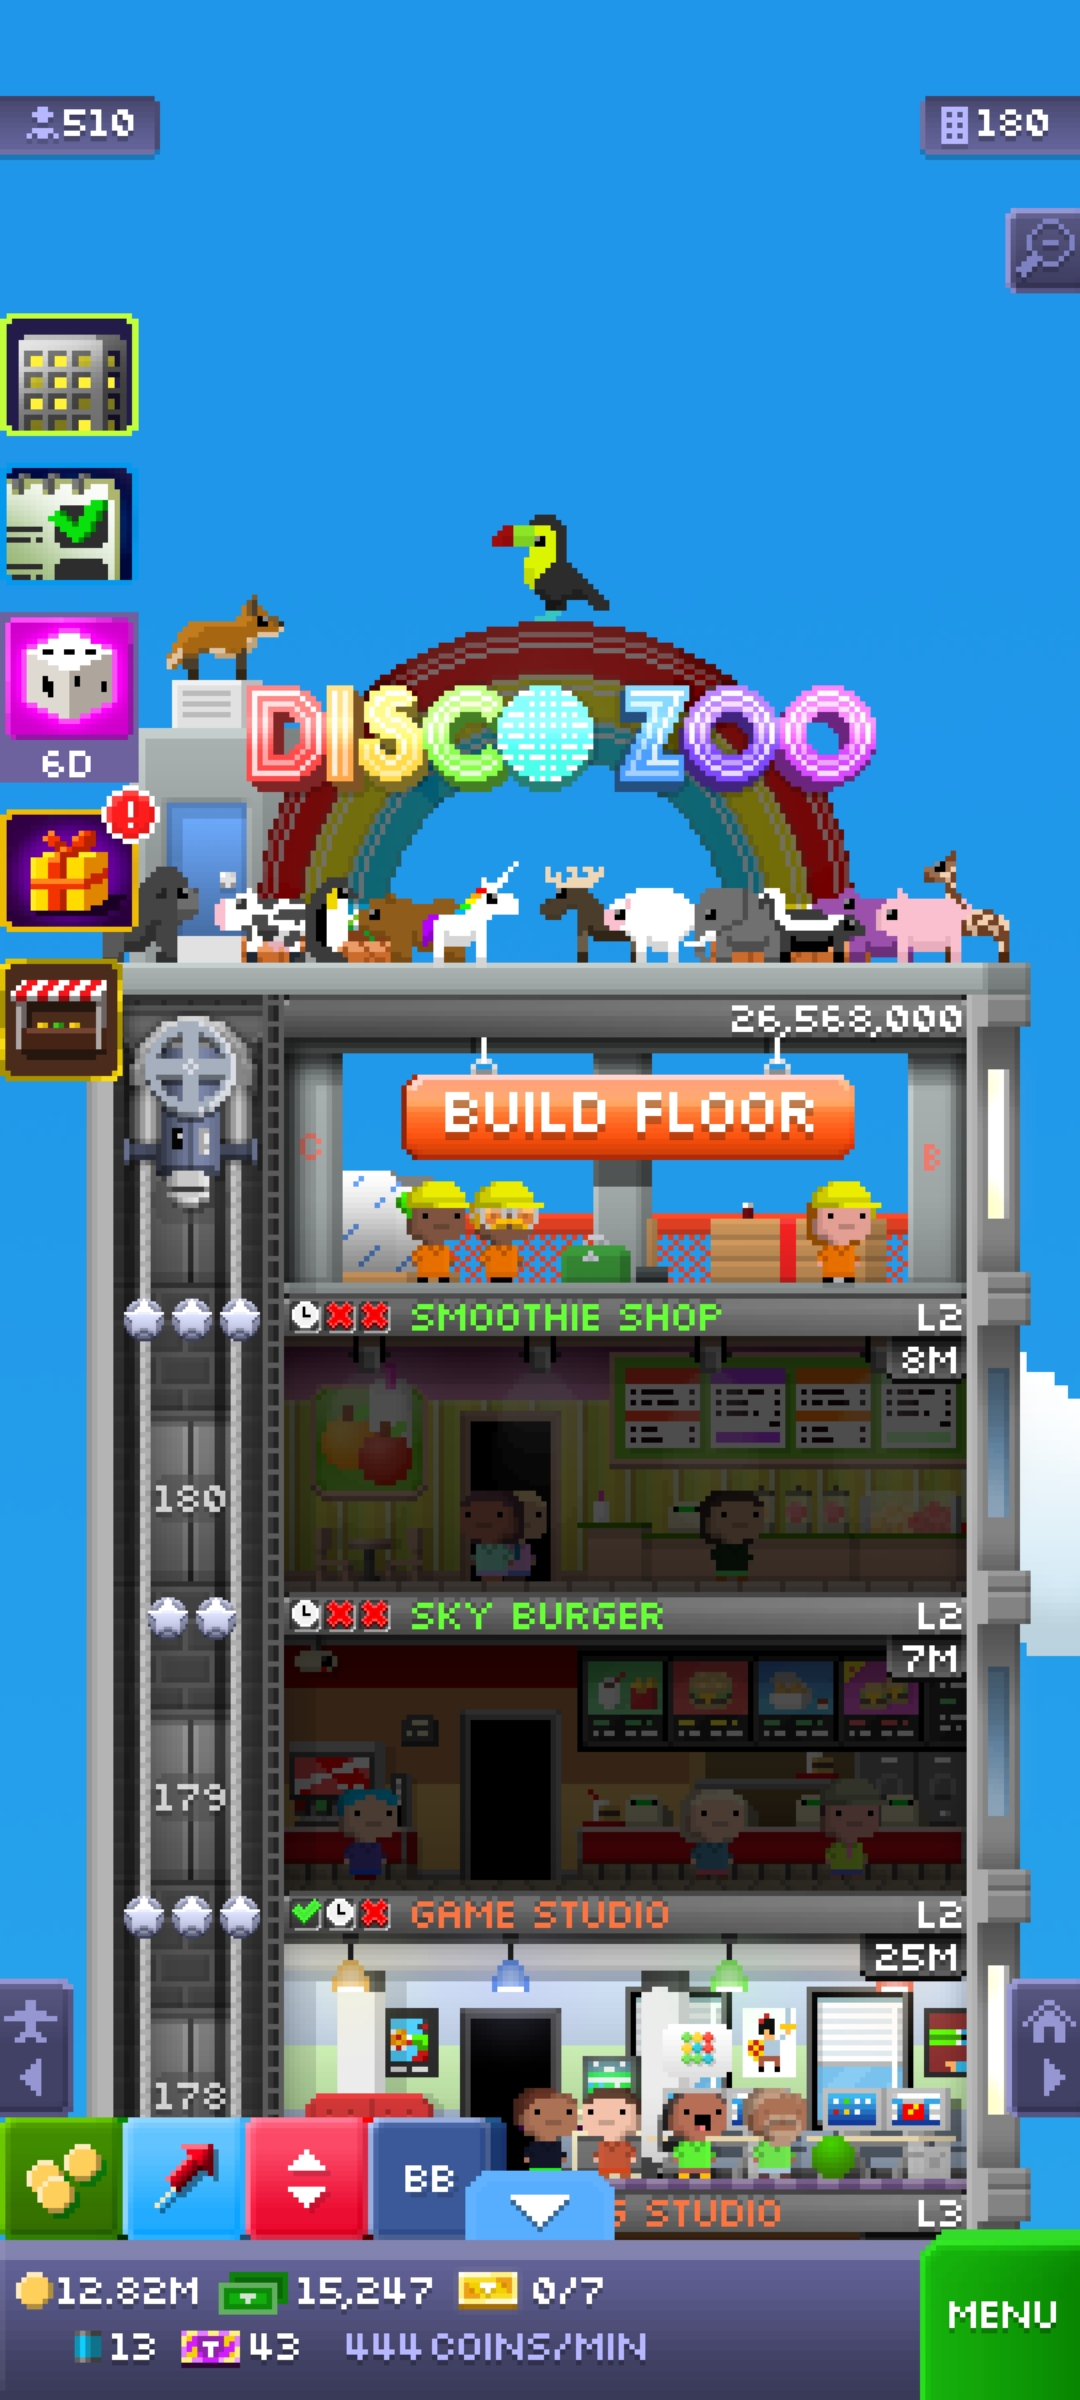 510
180
6D
!
DISCO ZOO
26,568,000
BUILD FLOOR
C
B
SMOOTHIE SHOP L2
8M
180
SKY BURGER L2
7M
179
GAME STUDIO L2
25M
178
BB
STUDIO L3
12.82M 15,247 0/7
13 43 444 COINS/MIN
MENU